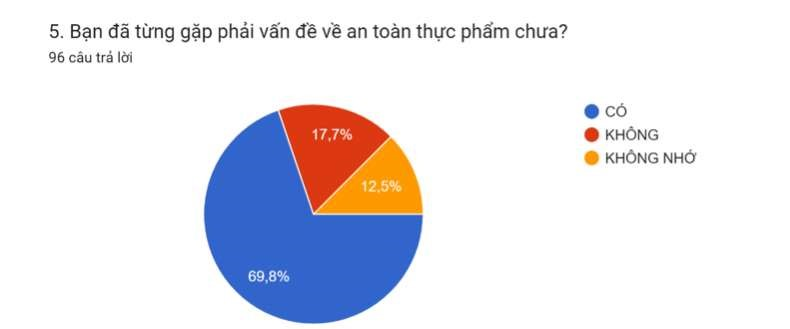 5. Bạn đã từng gặp phải vấn đề về an toàn thực phẩm chưa?
96 câu trả lời
CÓ
KHÔNG
KHÔNG NHỚ
17,7%
12,5%
69,8%